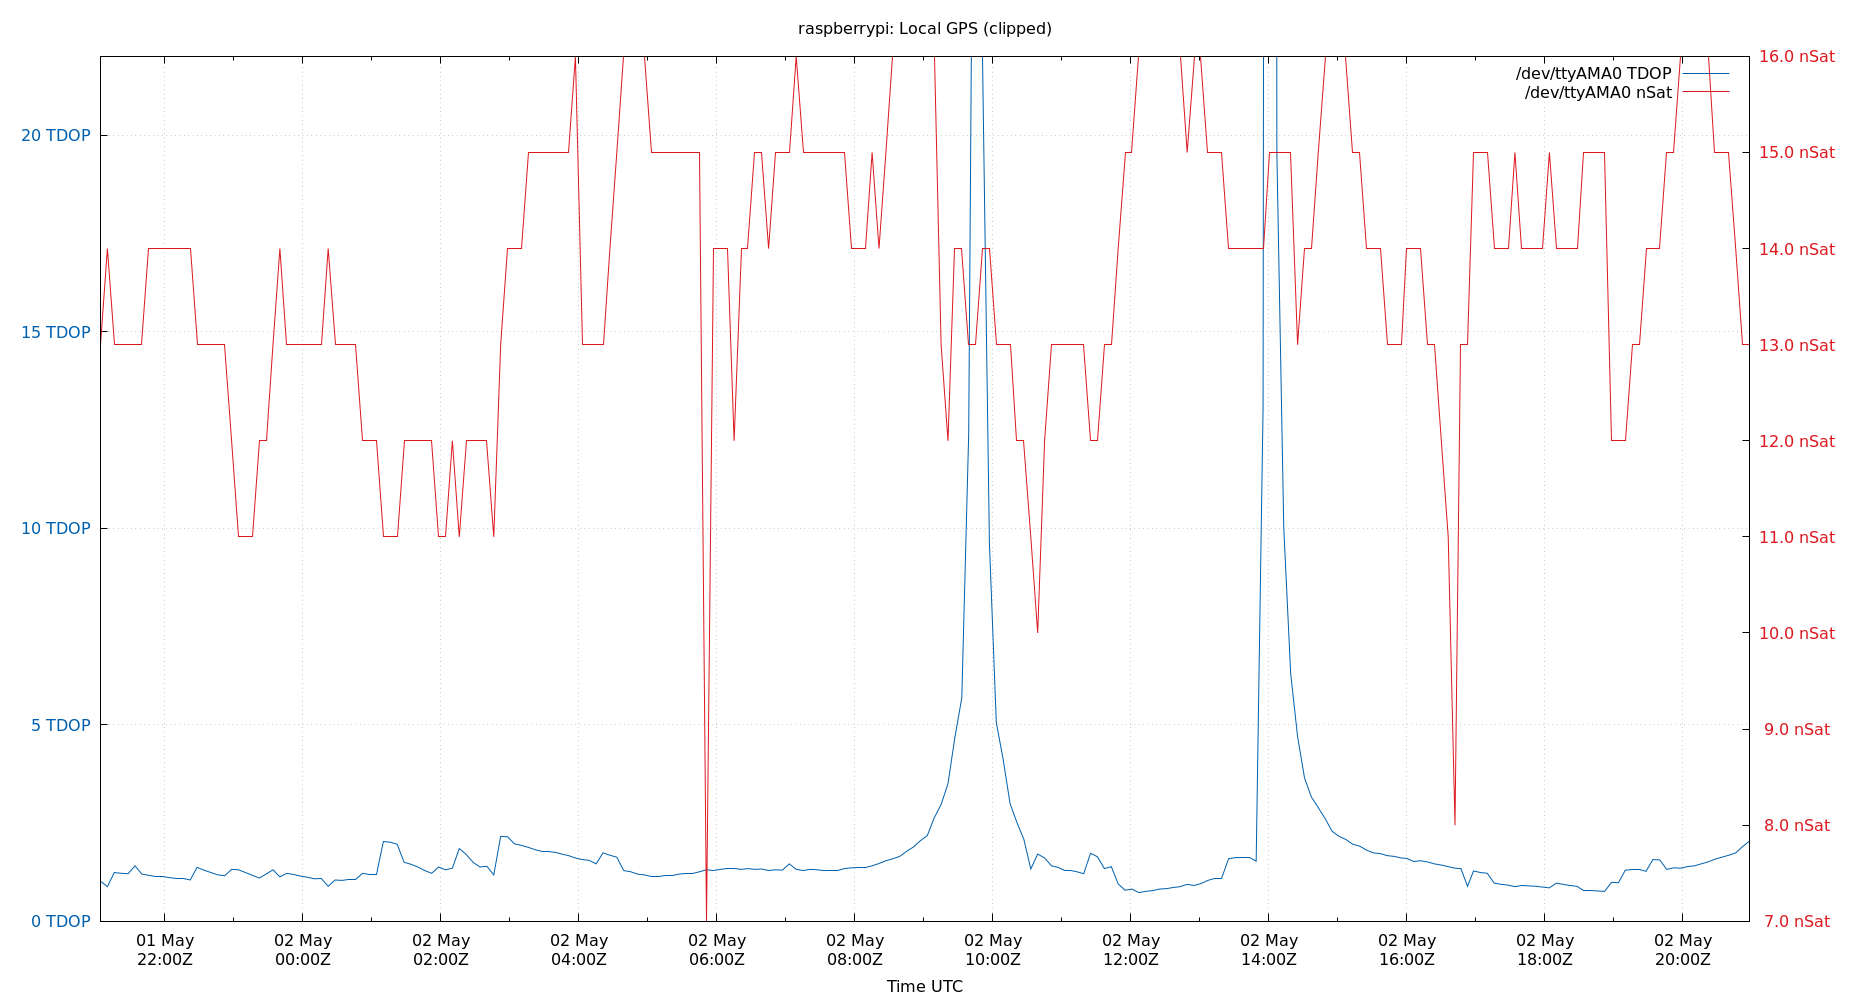 raspberrypi: Local GPS (clipped)
/dev/ttyAMA0 TDOP
/dev/ttyAMA0 nSat
20 TDOP
15 TDOP
10 TDOP
5 TDOP
0 TDOP
16.0 nSat
15.0 nSat
14.0 nSat
13.0 nSat
12.0 nSat
11.0 nSat
10.0 nSat
9.0 nSat
8.0 nSat
7.0 nSat
01 May
22:00Z
02 May
00:00Z
02 May
02:00Z
02 May
04:00Z
02 May
06:00Z
02 May
08:00Z
02 May
10:00Z
02 May
12:00Z
02 May
14:00Z
02 May
16:00Z
02 May
18:00Z
02 May
20:00Z
Time UTC